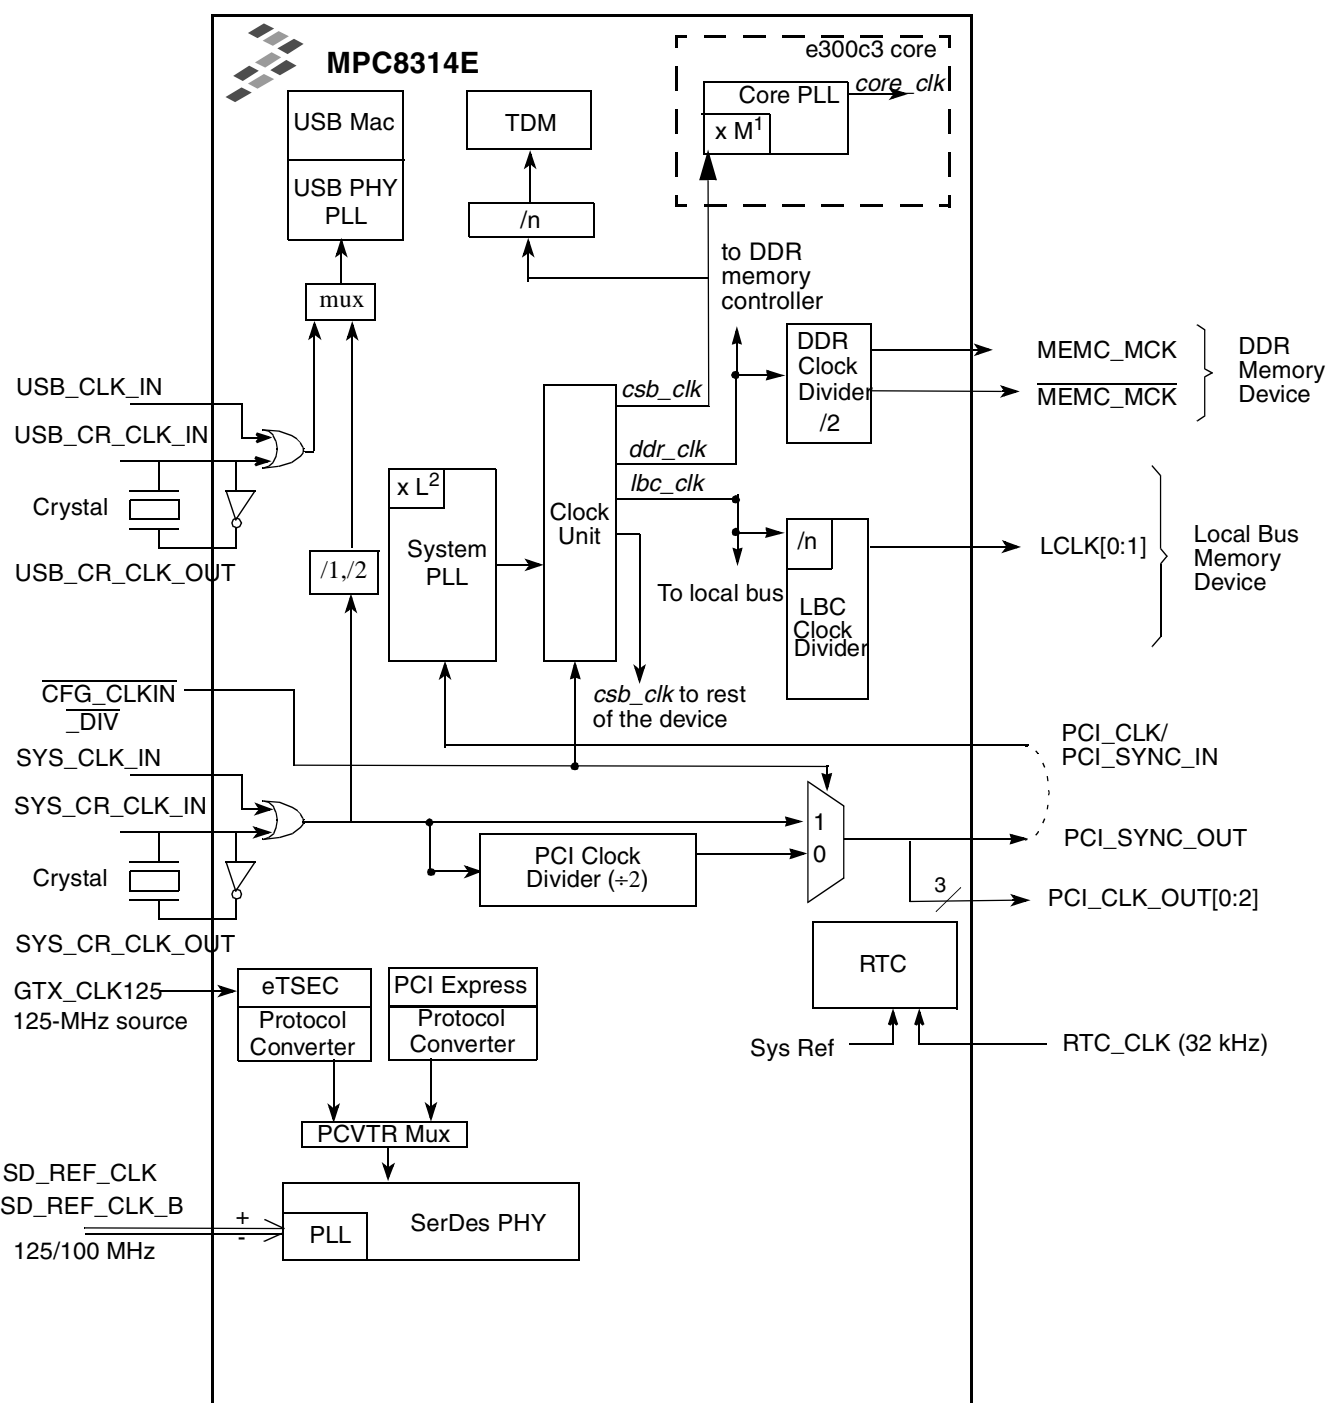 MPC8314E
e300c3 core
core_clk
Core PLL
x M1
USB Mac
USB PHY
PLL
TDM
/n
mux
to DDR
memory
controller
DDR
Clock
Divider
/2
MEMC_MCK
MEMC_MCK
DDR
Memory
Device
USB_CLK_IN
USB_CR_CLK_IN
Crystal
USB_CR_CLK_OUT
csb_clk
ddr_clk
lbc_clk
x L2
System
PLL
Clock
Unit
/1,/2
/n
LBC
Clock
Divider
To local bus
LCLK[0:1]
Local Bus
Memory
Device
csb_clk to rest
of the device
CFG_CLKIN
_DIV
SYS_CLK_IN
SYS_CR_CLK_IN
Crystal
SYS_CR_CLK_OUT
PCI_CLK/
PCI_SYNC_IN
1
0
PCI Clock
Divider (÷2)
PCI_SYNC_OUT
3
PCI_CLK_OUT[0:2]
RTC
Sys Ref
RTC_CLK (32 kHz)
GTX_CLK125
125-MHz source
eTSEC
Protocol
Converter
PCI Express
Protocol
Converter
PCVTR Mux
SD_REF_CLK
SD_REF_CLK_B
125/100 MHz
+
-
PLL
SerDes PHY